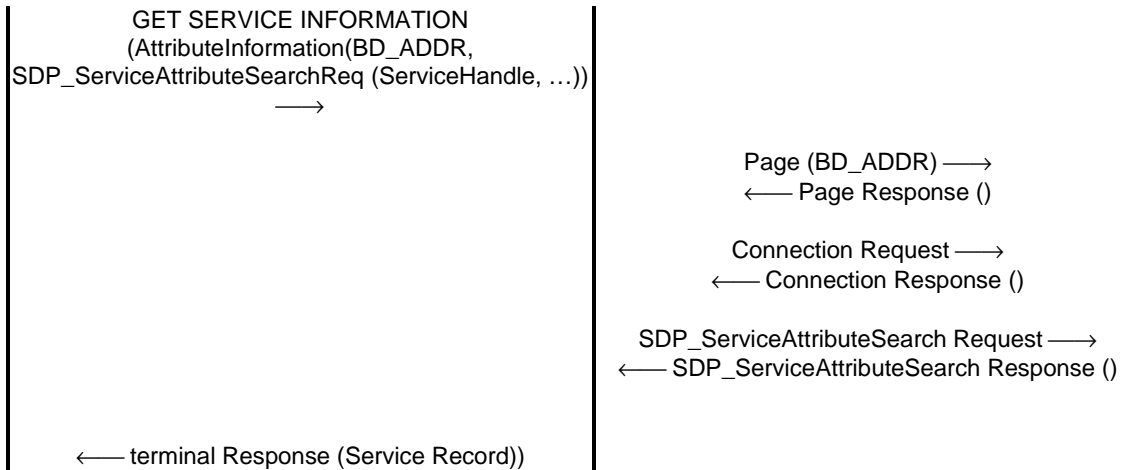 GET SERVICE INFORMATION
(AttributeInformation(BD_ADDR,
SDP_ServiceAttributeSearchReq (ServiceHandle, …))
⟶
Page (BD_ADDR) ⟶
⟵ Page Response ()
Connection Request ⟶
⟵ Connection Response ()
SDP_ServiceAttributeSearch Request ⟶
⟵ SDP_ServiceAttributeSearch Response ()
⟵ terminal Response (Service Record))